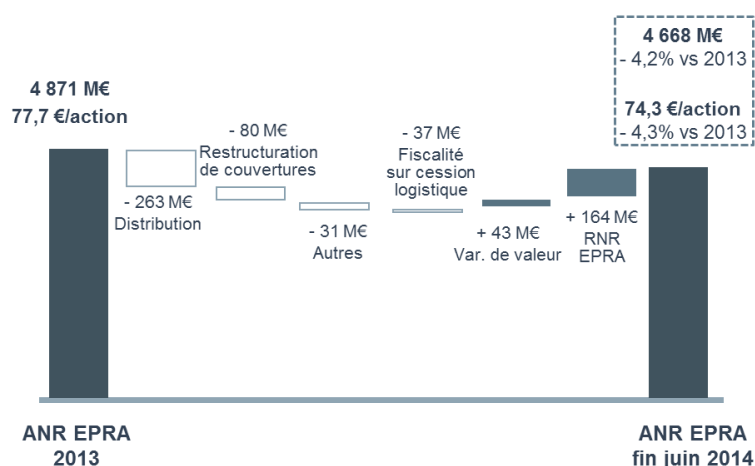 4 871 M€
77,7 €/action
- 263 M€
Distribution
- 80 M€
Restructuration
de couvertures
- 31 M€
Autres
- 37 M€
Fiscalité
sur cession
logistique
+ 43 M€
Var. de valeur
+ 164 M€
RNR
EPRA
4 668 M€
- 4,2% vs 2013
74,3 €/action
- 4,3% vs 2013
ANR EPRA
2013
ANR EPRA
fin juin 2014